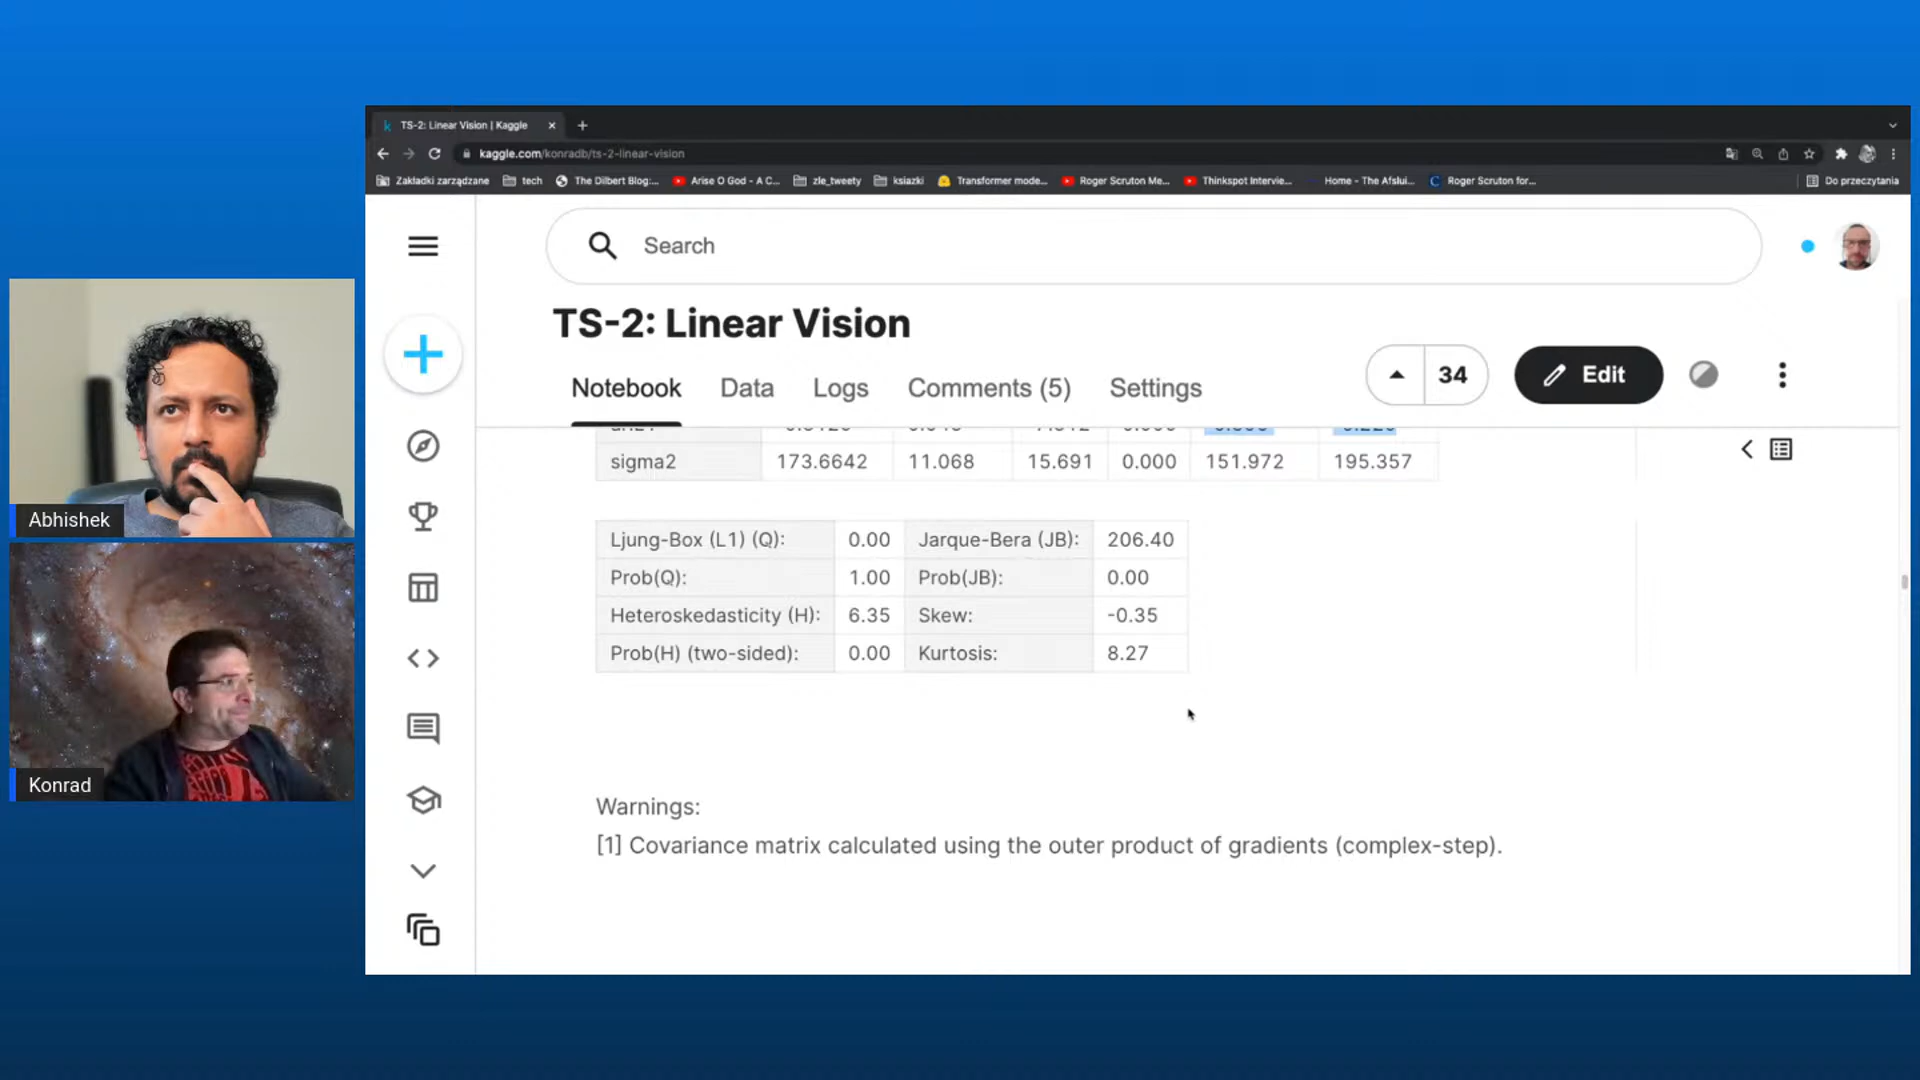 TS-2: Linear Vision | Kaggle
kaggle.com/konradb/ts-2-linear-vision
Zakładki zarządzane tech The Dilbert Blog:... Arise O God - A C... zle_tweety ksiazki Transformer mode... Roger Scruton Me... Thinkspot Intervie... Home - The Afslui... Roger Scruton for... Do przeczytania
Search
TS-2: Linear Vision
Notebook Data Logs Comments (5) Settings
34 Edit
sigma2 173.6642 11.068 15.691 0.000 151.972 195.357
Ljung-Box (L1) (Q): 0.00 Jarque-Bera (JB): 206.40
Prob(Q): 1.00 Prob(JB): 0.00
Heteroskedasticity (H): 6.35 Skew: -0.35
Prob(H) (two-sided): 0.00 Kurtosis: 8.27
Warnings:
[1] Covariance matrix calculated using the outer product of gradients (complex-step).
Abhishek
Konrad